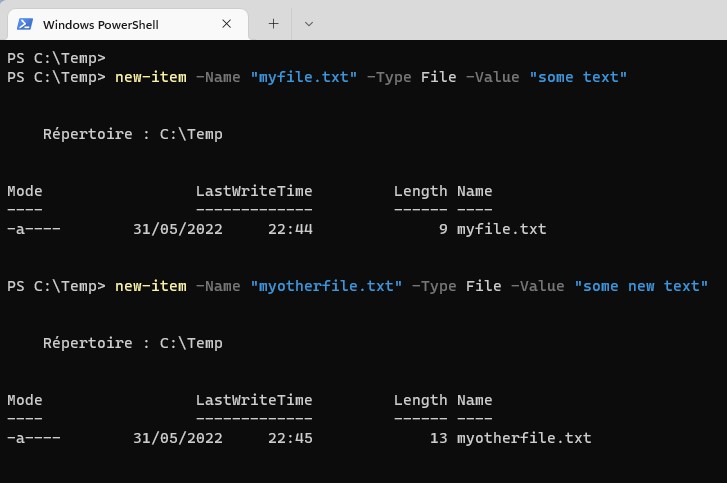 Windows PowerShell
PS C:\Temp>
PS C:\Temp> new-item -Name "myfile.txt" -Type File -Value "some text"
Répertoire : C:\Temp
Mode LastWriteTime Length Name
---- ------------- ------ ----
-a---- 31/05/2022 22:44 9 myfile.txt
PS C:\Temp> new-item -Name "myotherfile.txt" -Type File -Value "some new text"
Répertoire : C:\Temp
Mode LastWriteTime Length Name
---- ------------- ------ ----
-a---- 31/05/2022 22:45 13 myotherfile.txt